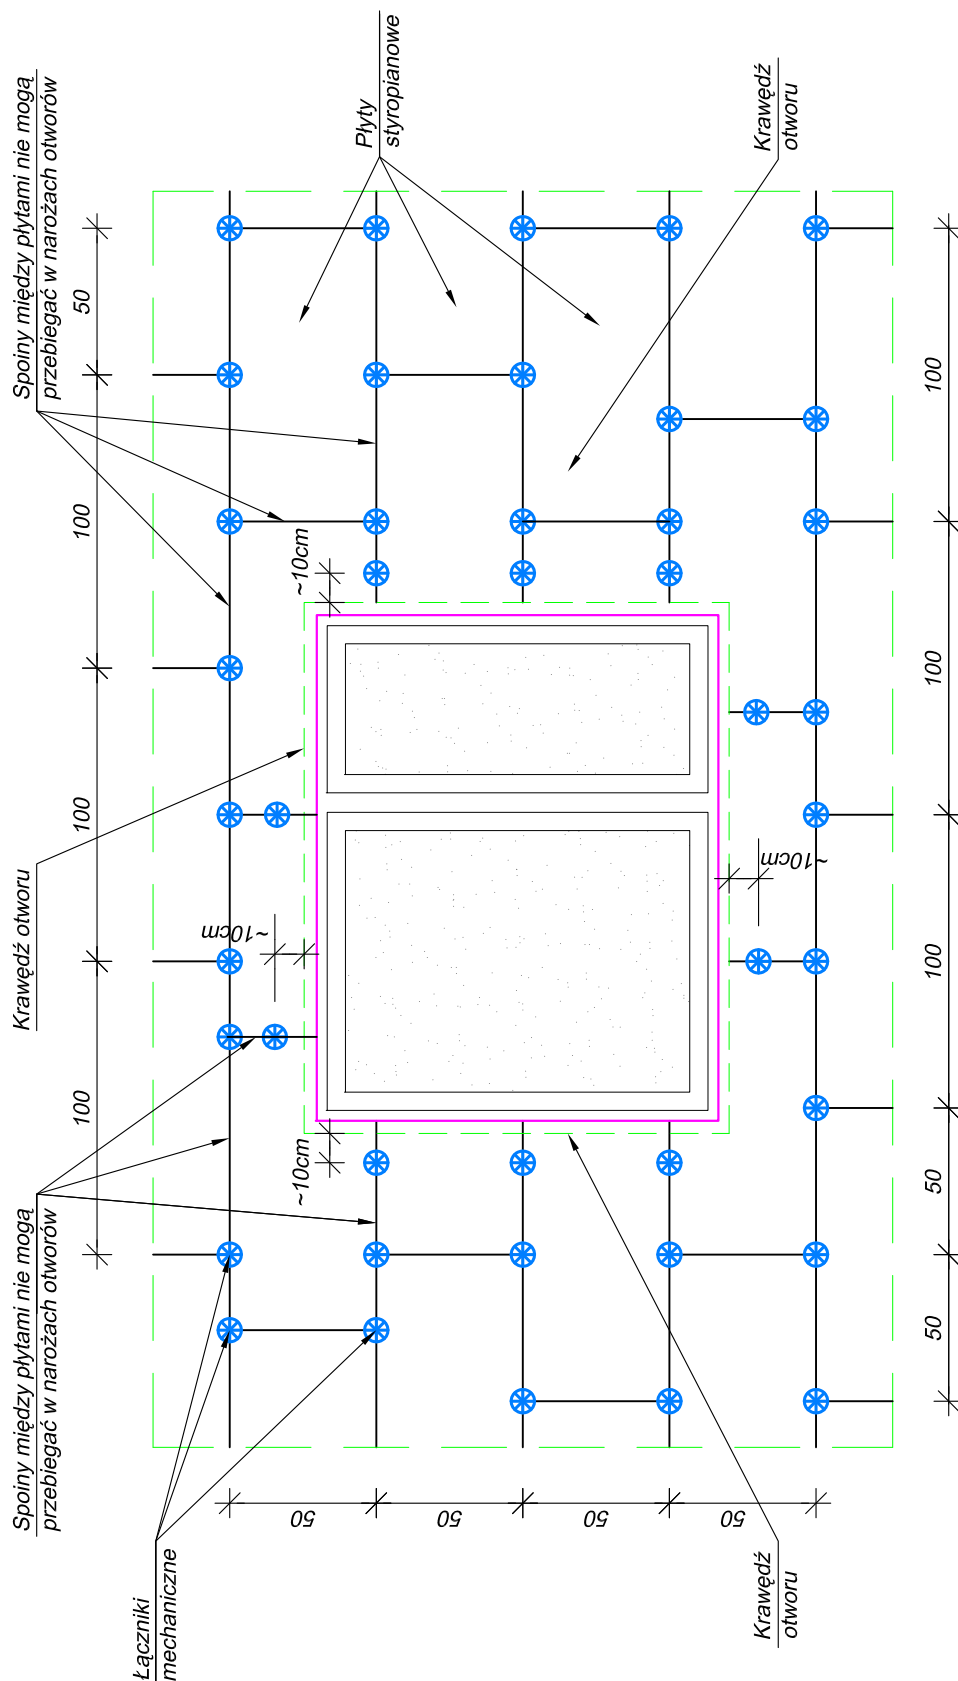 Spoiny między płytami nie mogą
przebiegać w narożach otworów
Krawędź otworu
Spoiny między płytami nie mogą
przebiegać w narożach otworów
100
100
100
50
Łączniki
mechaniczne
Płyty
styropianowe
~10cm
~10cm
~10cm
~10cm
50
50
50
50
Krawędź
otworu
Krawędź
otworu
50
50
100
100
100